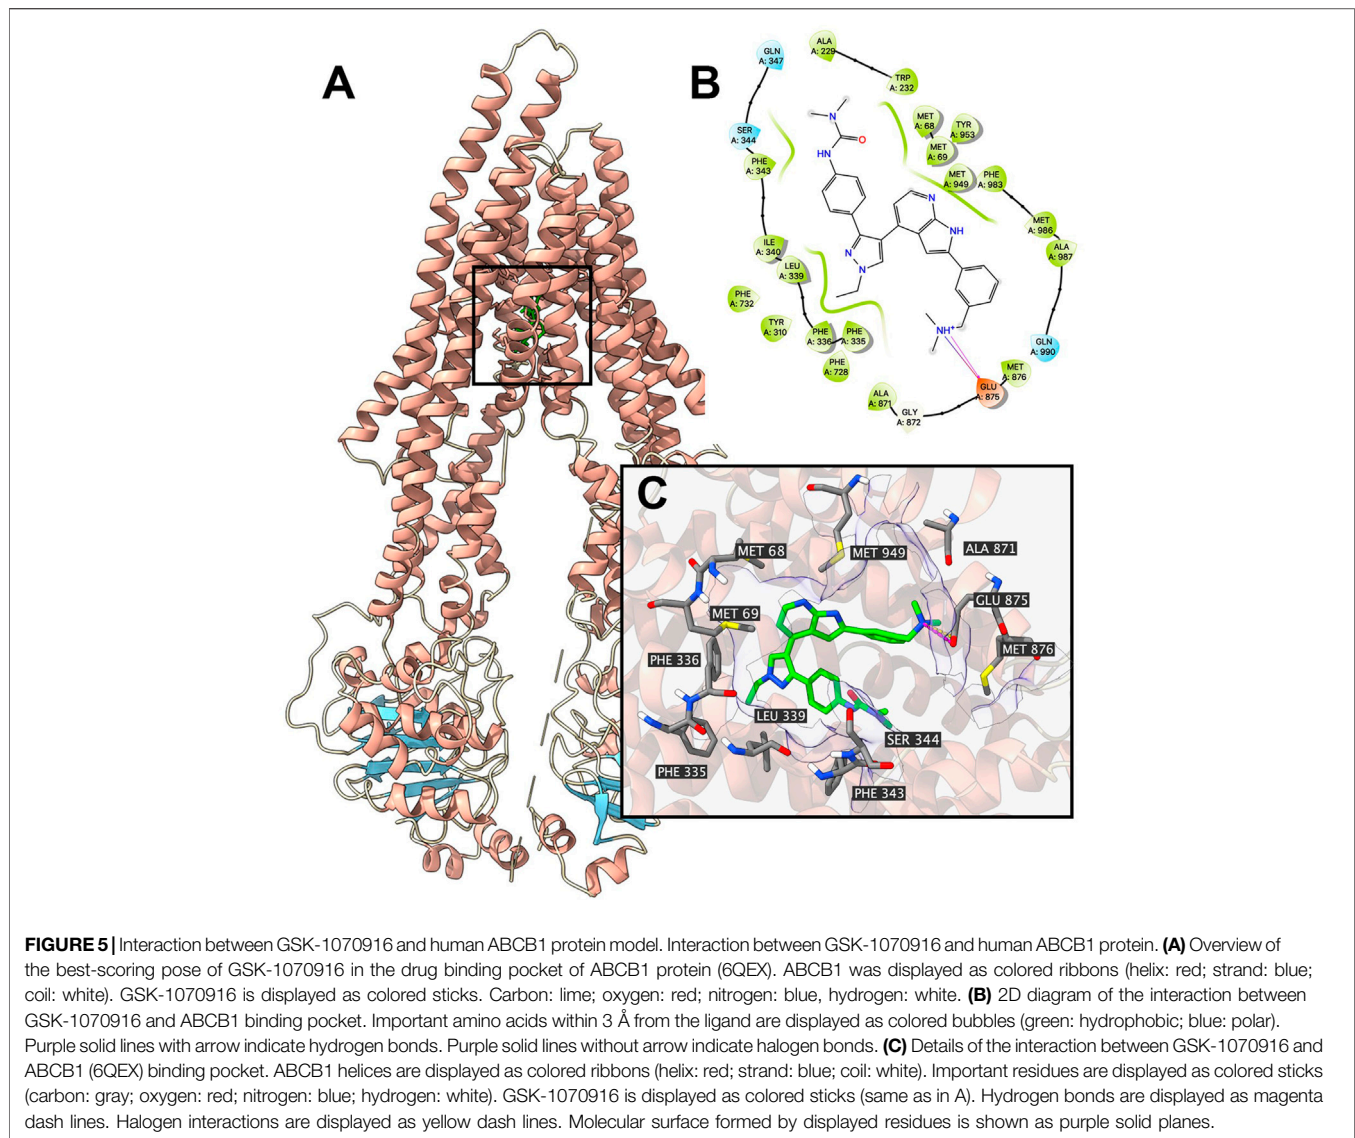 A
B
GLN
A: 347
ALA
A: 229
TRP
A: 232
SER
A: 344
PHE
A: 343
MET
A: 68
TYR
A: 953
MET
A: 69
MET
A: 949
PHE
A: 983
MET
A: 986
ALA
A: 987
ILE
A: 340
LEU
A: 339
PHE
A: 732
TYR
A: 310
PHE
A: 336
PHE
A: 335
PHE
A: 728
GLN
A: 990
MET
A: 876
GLU
A: 875
ALA
A: 871
GLY
A: 872
N
O
HN
N
NH
N
N
NH+
C
MET 68
MET 949
ALA 871
MET 69
GLU 875
PHE 336
MET 876
LEU 339
SER 344
PHE 335
PHE 343
FIGURE 5 | Interaction between GSK-1070916 and human ABCB1 protein model. Interaction between GSK-1070916 and human ABCB1 protein. (A) Overview of
the best-scoring pose of GSK-1070916 in the drug binding pocket of ABCB1 protein (6QEX). ABCB1 was displayed as colored ribbons (helix: red; strand: blue;
coil: white). GSK-1070916 is displayed as colored sticks. Carbon: lime; oxygen: red; nitrogen: blue, hydrogen: white. (B) 2D diagram of the interaction between
GSK-1070916 and ABCB1 binding pocket. Important amino acids within 3 Å from the ligand are displayed as colored bubbles (green: hydrophobic; blue: polar).
Purple solid lines with arrow indicate hydrogen bonds. Purple solid lines without arrow indicate halogen bonds. (C) Details of the interaction between GSK-1070916 and
ABCB1 (6QEX) binding pocket. ABCB1 helices are displayed as colored ribbons (helix: red; strand: blue; coil: white). Important residues are displayed as colored sticks
(carbon: gray; oxygen: red; nitrogen: blue; hydrogen: white). GSK-1070916 is displayed as colored sticks (same as in A). Hydrogen bonds are displayed as magenta
dash lines. Halogen interactions are displayed as yellow dash lines. Molecular surface formed by displayed residues is shown as purple solid planes.